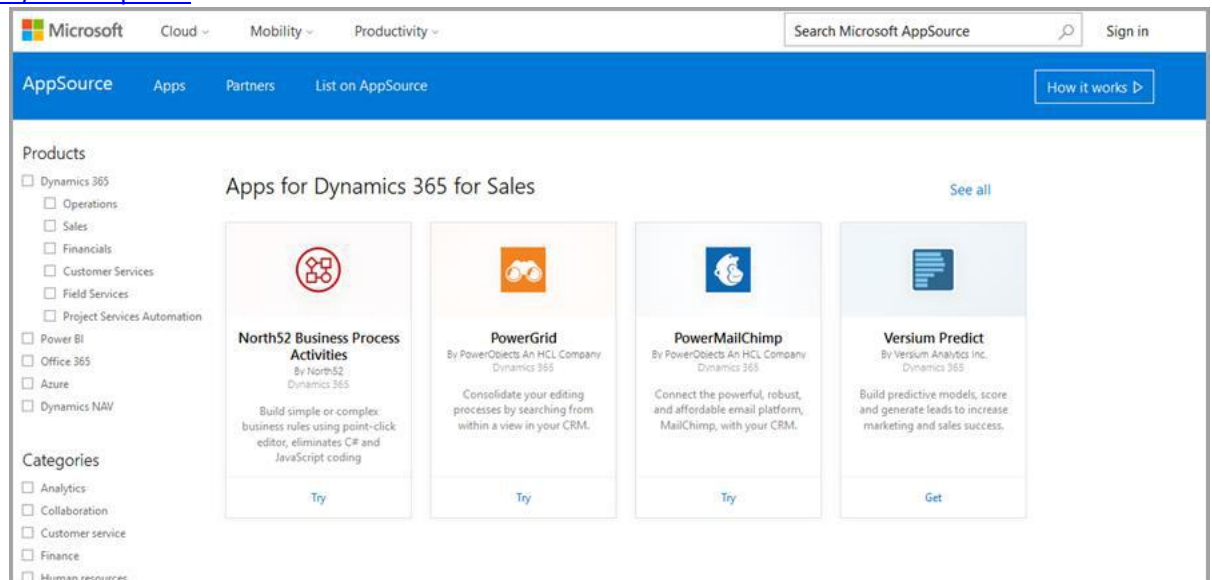 Microsoft Cloud Mobility Productivity Search Microsoft AppSource Sign in
AppSource Apps Partners List on AppSource How it works
Products
Dynamics 365
Operations
Sales
Financials
Customer Services
Field Services
Project Services Automation
Power BI
Office 365
Azure
Dynamics NAV
Categories
Analytics
Collaboration
Customer service
Finance
Human resources
Apps for Dynamics 365 for Sales See all
North52 Business Process
Activities
By North52
Dynamics 365
Build simple or complex
business rules using point-click
editor, eliminates C# and
JavaScript coding
Try
PowerGrid
By PowerObjects An HCL Company
Dynamics 365
Consolidate your editing
processes by searching from
within a view in your CRM.
Try
PowerMailChimp
By PowerObjects An HCL Company
Dynamics 365
Connect the powerful, robust,
and affordable email platform,
MailChimp, with your CRM.
Try
Versium Predict
By Versium Analytics Inc.
Dynamics 365
Build predictive models, score
and generate leads to increase
marketing and sales success.
Get